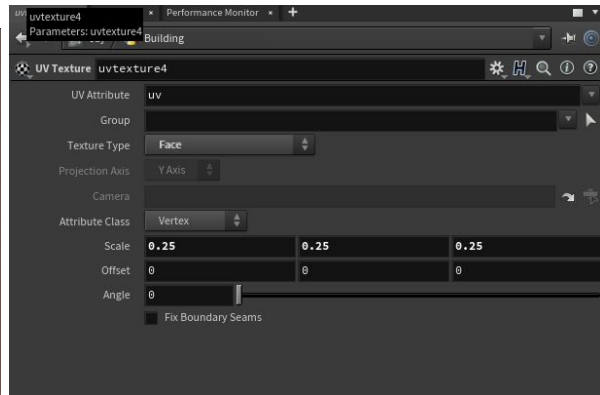 uvtexture4
Parameters: uvtexture4
Performance Monitor
Building
UV Texture uvtexture4
UV Attribute uv
Group
Texture Type Face
Projection Axis Y Axis
Camera
Attribute Class Vertex
Scale 0.25 0.25 0.25
Offset 0 0 0
Angle 0
Fix Boundary Seams